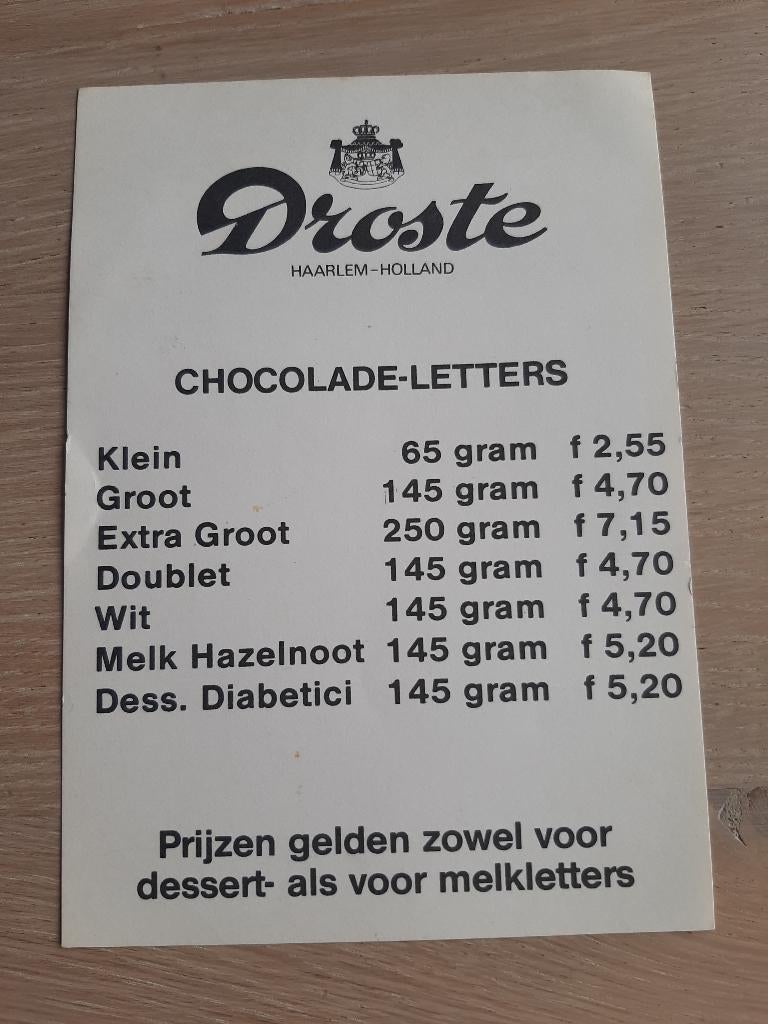 Droste
HAARLEM-HOLLAND
CHOCOLADE-LETTERS
Klein 65 gram f 2,55
Groot 145 gram f 4,70
Extra Groot 250 gram f 7,15
Doublet 145 gram f 4,70
Wit 145 gram f 4,70
Melk Hazelnoot 145 gram f 5,20
Dess. Diabetici 145 gram f 5,20
Prijzen gelden zowel voor
dessert- als voor melkletters